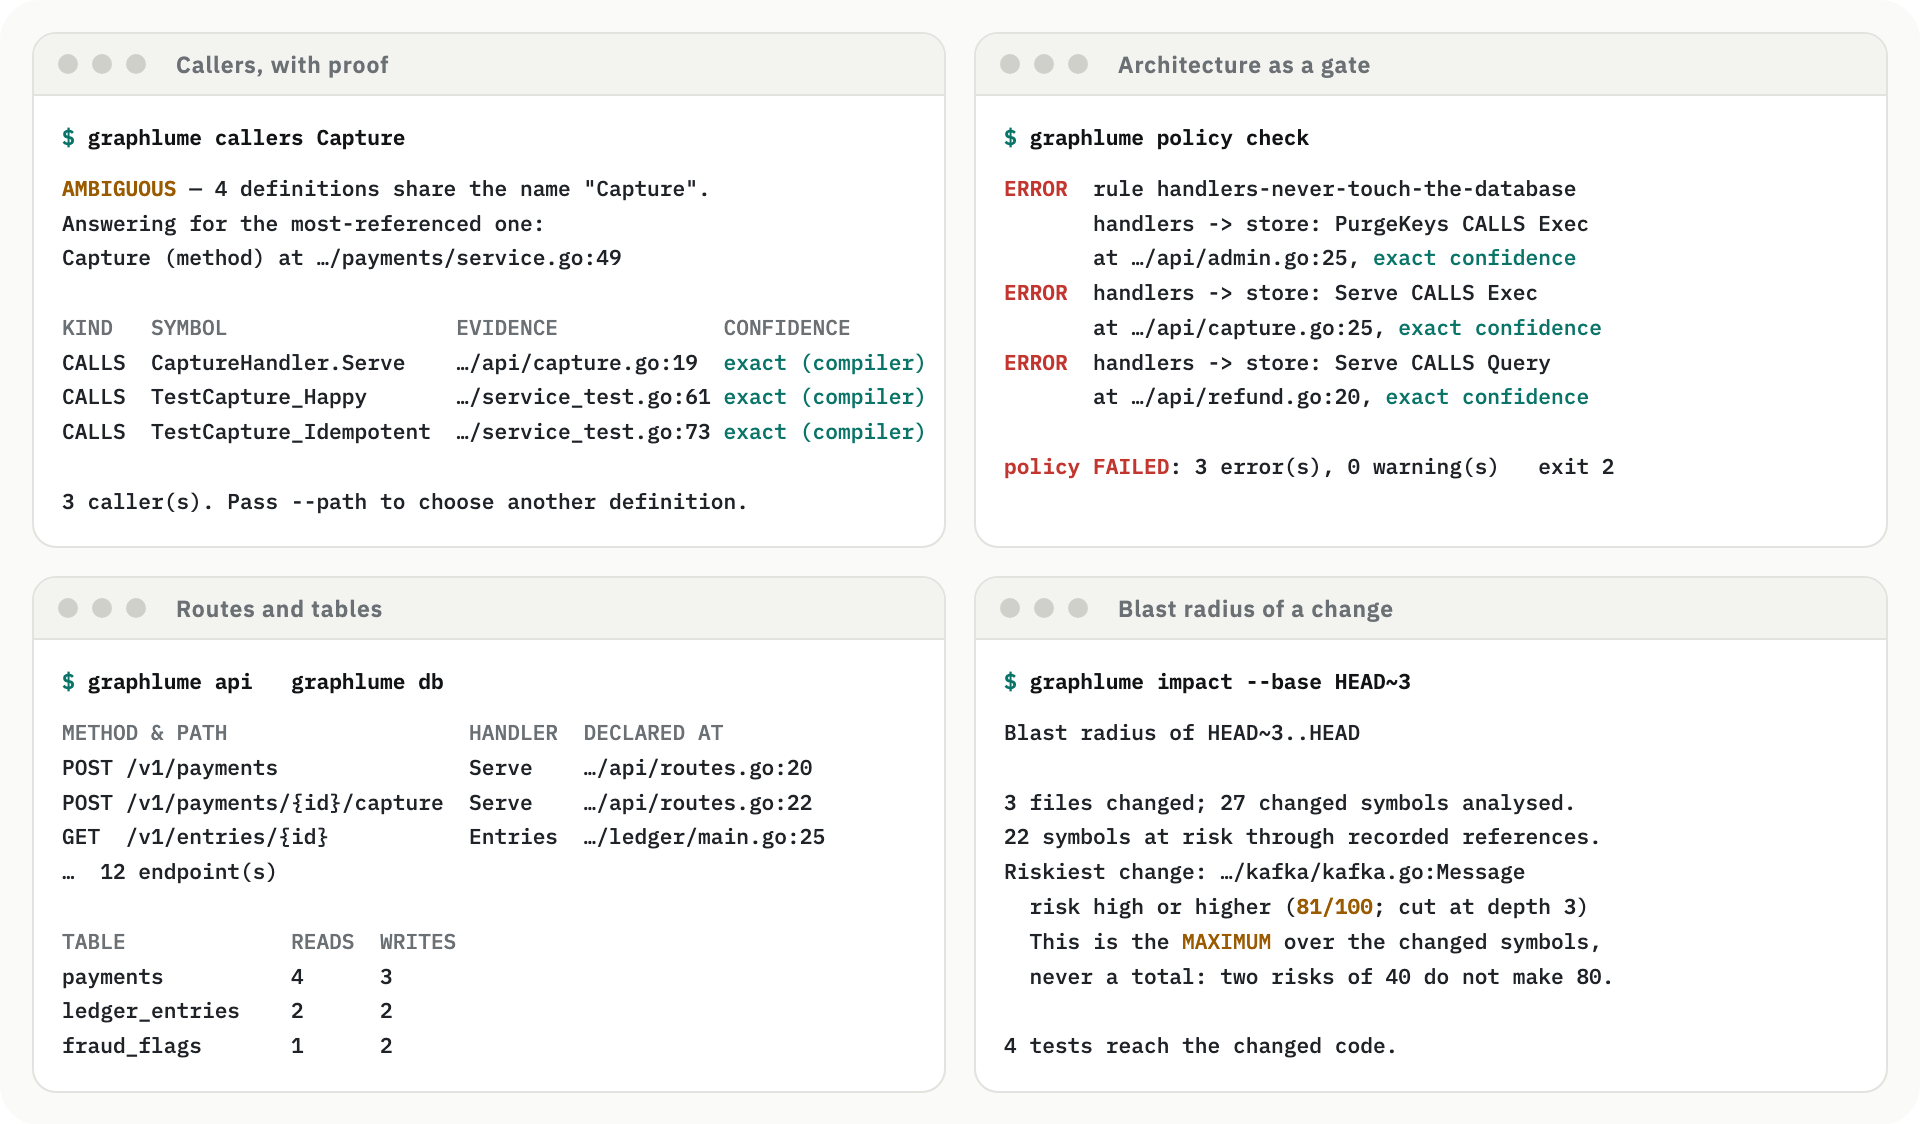 Callers, with proof
$ graphlume callers Capture
AMBIGUOUS — 4 definitions share the name "Capture".
Answering for the most-referenced one:
Capture (method) at …/payments/service.go:49
KIND   SYMBOL                  EVIDENCE             CONFIDENCE
CALLS  CaptureHandler.Serve    …/api/capture.go:19  exact (compiler)
CALLS  TestCapture_Happy       …/service_test.go:61 exact (compiler)
CALLS  TestCapture_Idempotent  …/service_test.go:73 exact (compiler)
3 caller(s). Pass --path to choose another definition.
Architecture as a gate
$ graphlume policy check
ERROR  rule handlers-never-touch-the-database
handlers -> store: PurgeKeys CALLS Exec
at …/api/admin.go:25, exact confidence
ERROR  handlers -> store: Serve CALLS Exec
at …/api/capture.go:25, exact confidence
ERROR  handlers -> store: Serve CALLS Query
at …/api/refund.go:20, exact confidence
policy FAILED: 3 error(s), 0 warning(s)   exit 2
Routes and tables
$ graphlume api   graphlume db
METHOD & PATH                   HANDLER  DECLARED AT
POST /v1/payments               Serve    …/api/routes.go:20
POST /v1/payments/{id}/capture  Serve    …/api/routes.go:22
GET  /v1/entries/{id}           Entries  …/ledger/main.go:25
…  12 endpoint(s)
TABLE             READS  WRITES
payments          4      3
ledger_entries    2      2
fraud_flags       1      2
Blast radius of a change
$ graphlume impact --base HEAD~3
Blast radius of HEAD~3..HEAD
3 files changed; 27 changed symbols analysed.
22 symbols at risk through recorded references.
Riskiest change: …/kafka/kafka.go:Message
risk high or higher (81/100; cut at depth 3)
This is the MAXIMUM over the changed symbols,
never a total: two risks of 40 do not make 80.
4 tests reach the changed code.